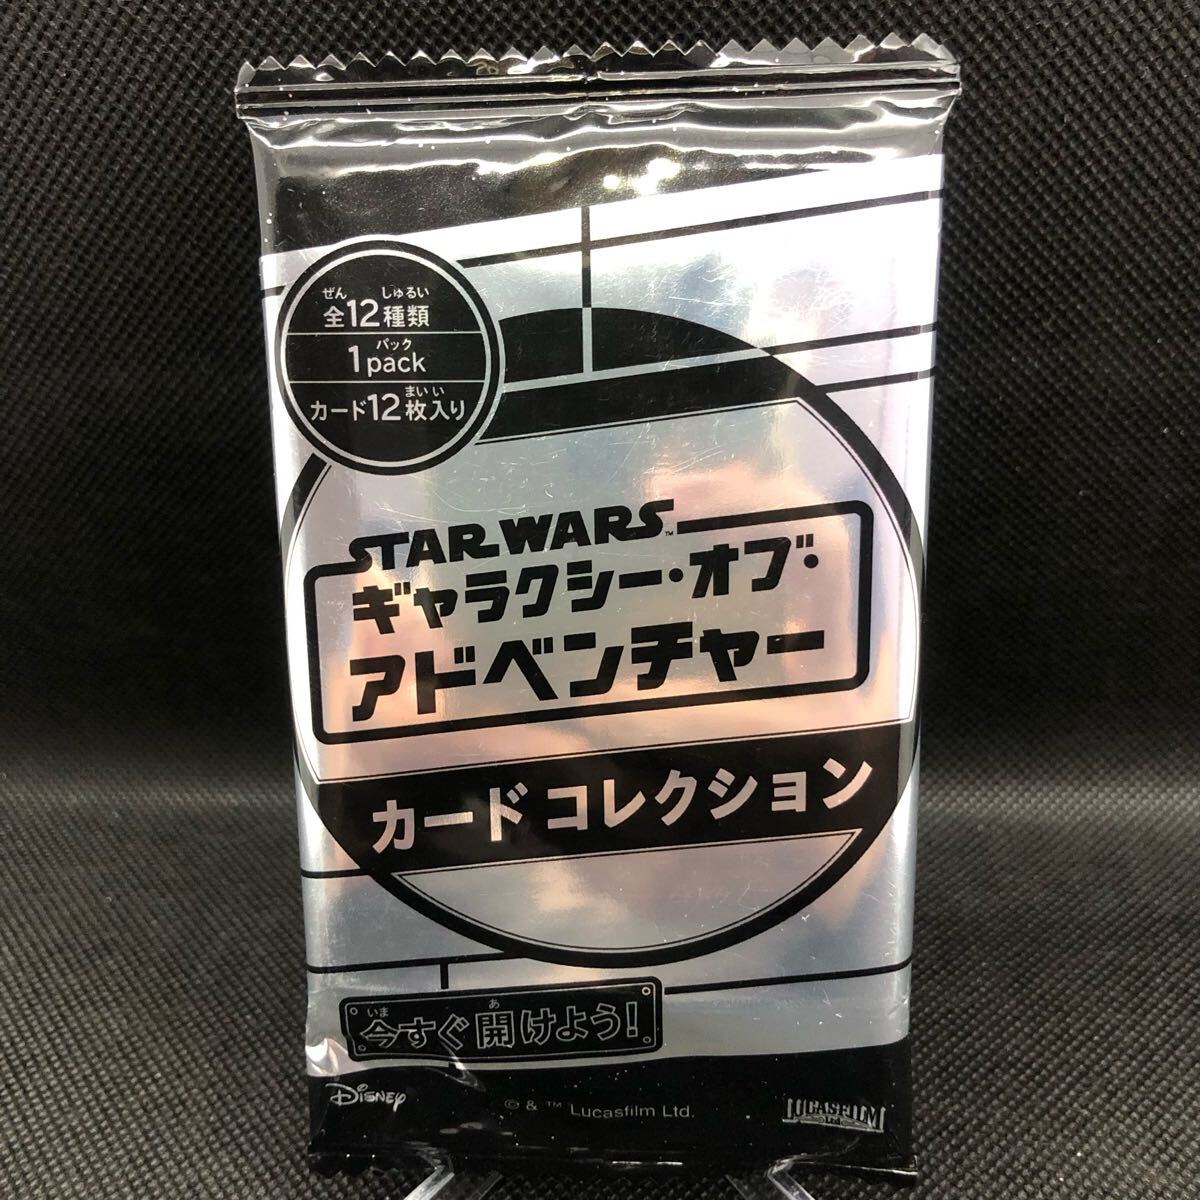 ぜん しゅるい
全12種類
パック
1pack
まい い
カード12枚入り
STAR WARS™
ギャラクシー・オブ・
アドベンチャー
カード コレクション
いま あ
今すぐ開けよう!
Disney
© & ™ Lucasfilm Ltd.
LUCASFILM
Ltd